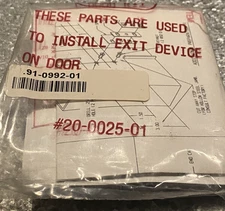 THESE PARTS ARE USED
TO INSTALL EXIT DEVICE
ON DOOR
.91-0992-01
#20-0025-01